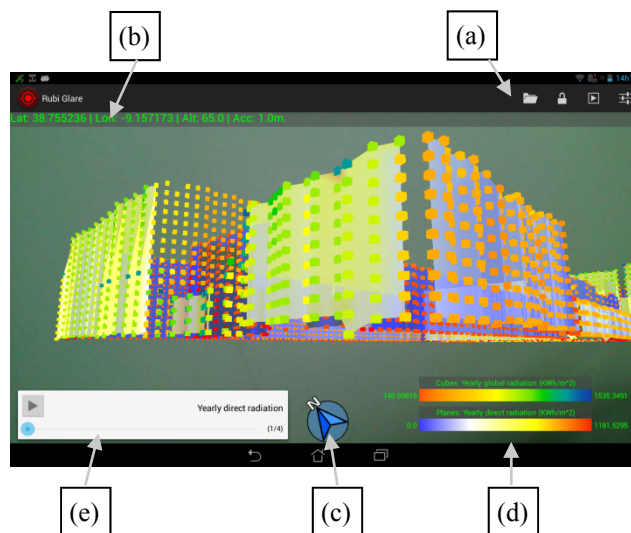 (b)
(a)
14h
Rubi Glare
Lat: 38.755236 | Lon: -9.157173 | Alt: 65.0 | Acc: 1.0m
N
Yearly direct radiation
(1/4)
Cubes: Yearly global radiation (KWh/m^2)
140.93819
1535.3491
Planes: Yearly direct radiation (KWh/m^2)
0.0
1181.5295
(e)
(c)
(d)